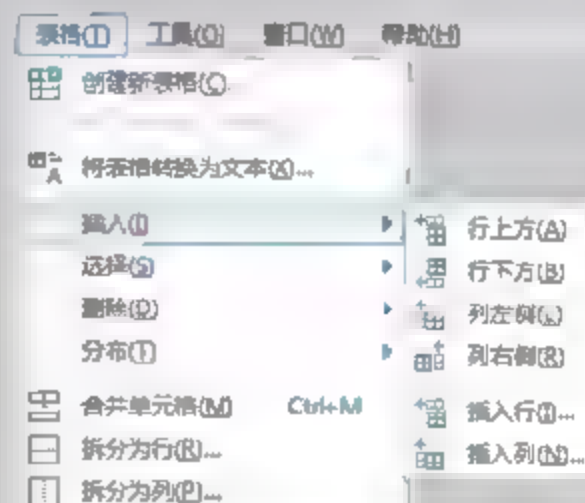 表格(T) 工具(O) 窗口(W) 帮助(H)
创建新表格(C)...
将表格转换为文本(X)...
插入(I)
选择(S)
删除(D)
分布(T)
合并单元格(M) Ctrl+M
拆分为行(R)...
拆分为列(P)...
行上方(A)
行下方(B)
列左侧(L)
列右侧(R)
插入行(I)...
插入列(N)...